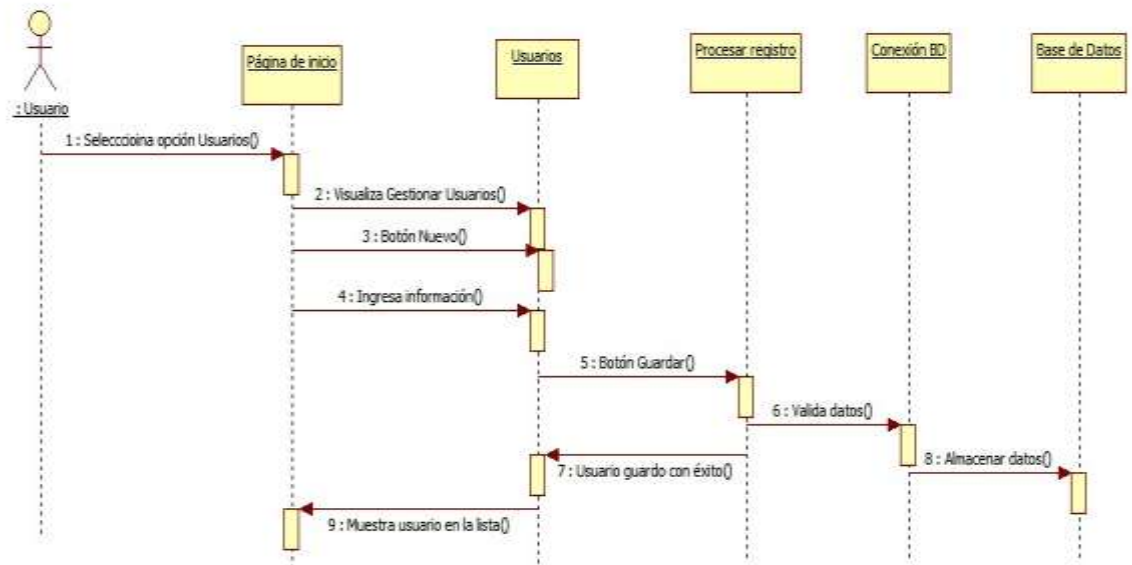 : Usuario
Página de inicio
Usuarios
Procesar registro
Conexión BD
Base de Datos
1 : Selecccioina opción Usuarios()
2 : Visualiza Gestionar Usuarios()
3 : Botón Nuevo()
4 : Ingresa información()
5 : Botón Guardar()
6 : Valida datos()
7 : Usuario guardo con éxito()
8 : Almacenar datos()
9 : Muestra usuario en la lista()